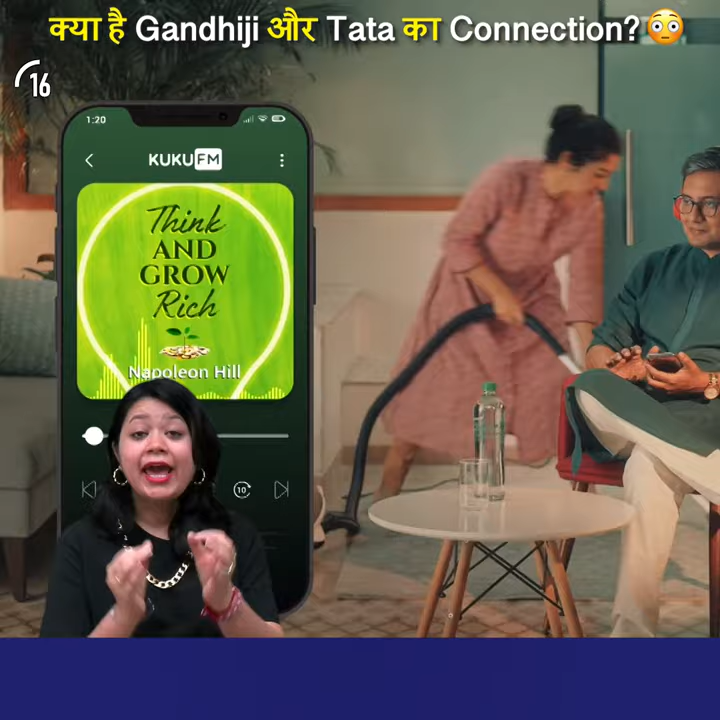 क्या है Gandhiji और Tata का Connection?
16
1:20
KUKU FM
Think
AND
GROW
Rich
Napoleon Hill
10